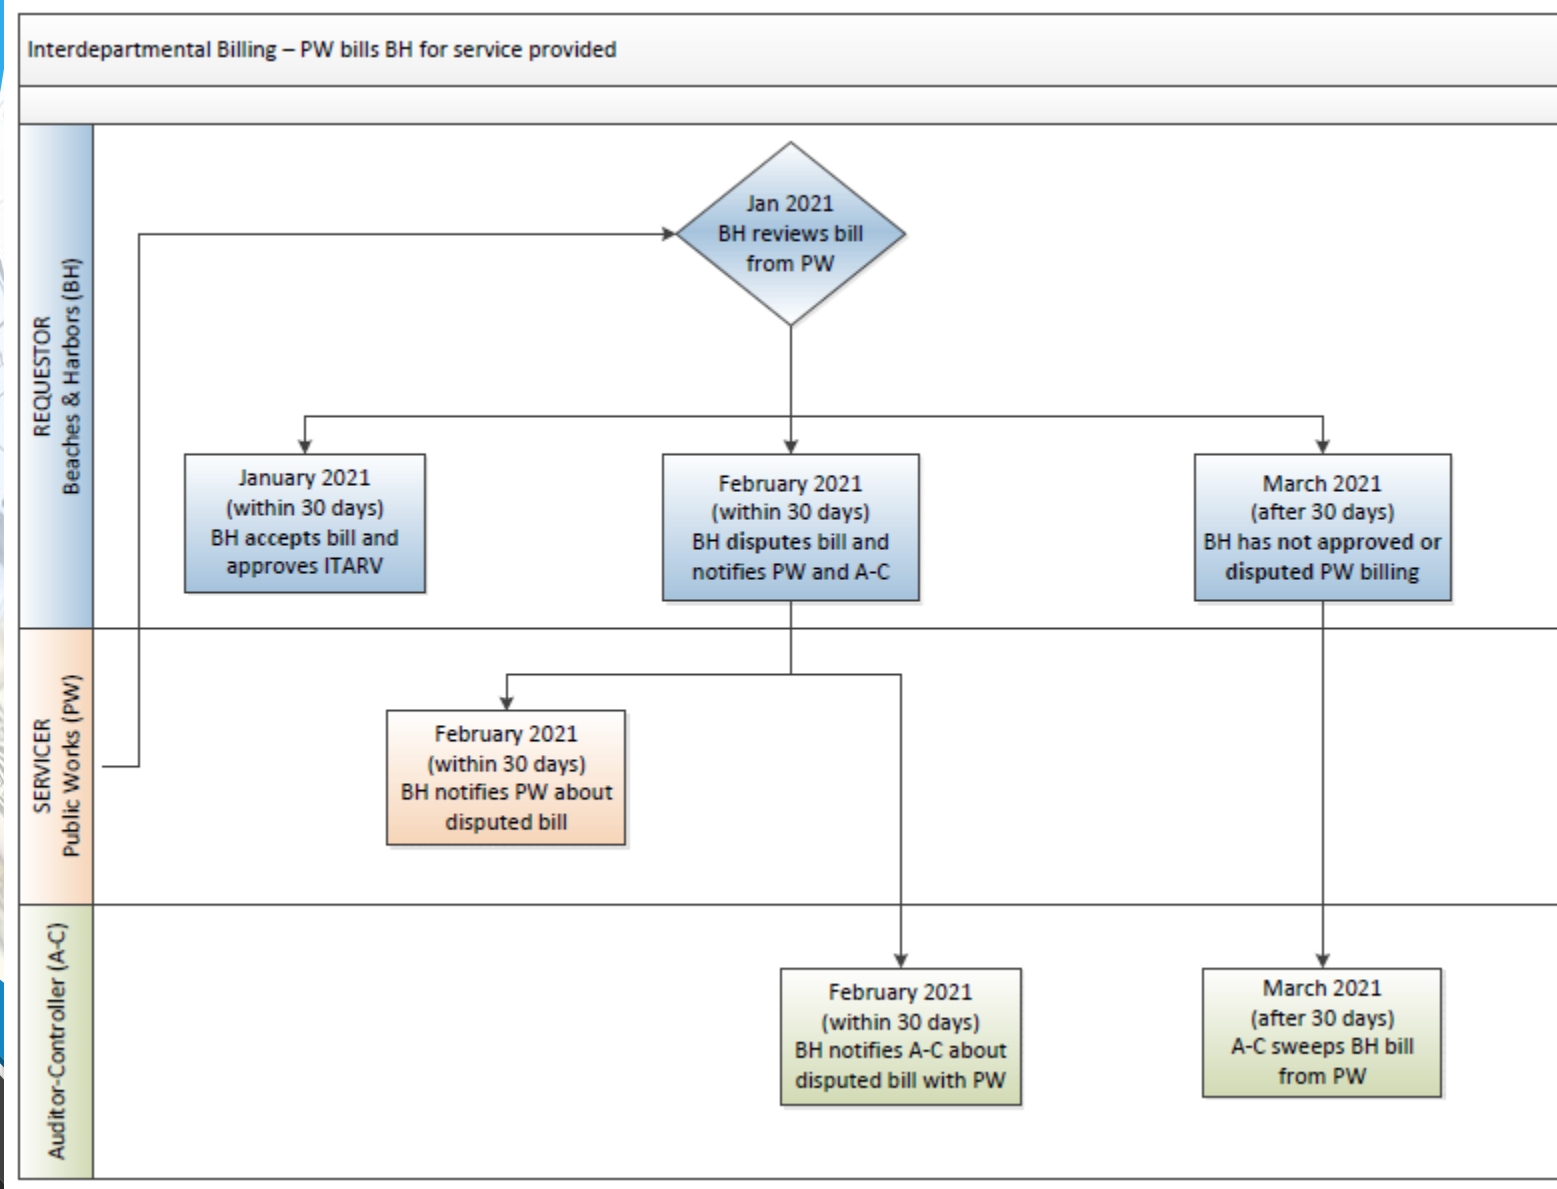 Interdepartmental Billing – PW bills BH for service provided
REQUESTOR
Beaches & Harbors (BH)
Jan 2021
BH reviews bill
from PW
January 2021
(within 30 days)
BH accepts bill and
approves ITARV
February 2021
(within 30 days)
BH disputes bill and
notifies PW and A-C
March 2021
(after 30 days)
BH has not approved or
disputed PW billing
SERVICER
Public Works (PW)
February 2021
(within 30 days)
BH notifies PW about
disputed bill
Auditor-Controller (A-C)
February 2021
(within 30 days)
BH notifies A-C about
disputed bill with PW
March 2021
(after 30 days)
A-C sweeps BH bill
from PW